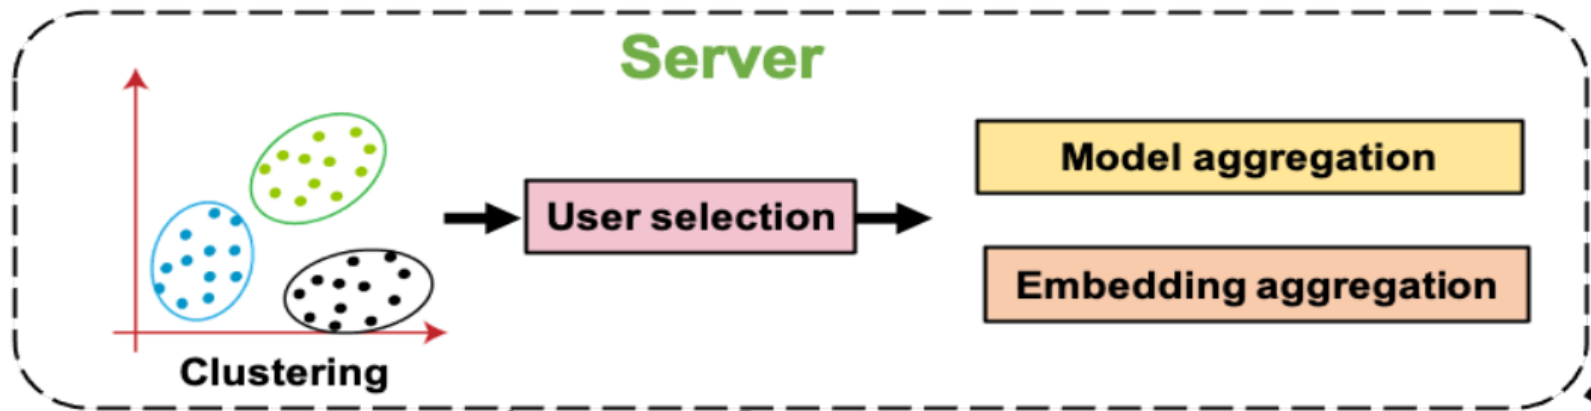 Server
Clustering
User selection
Model aggregation
Embedding aggregation